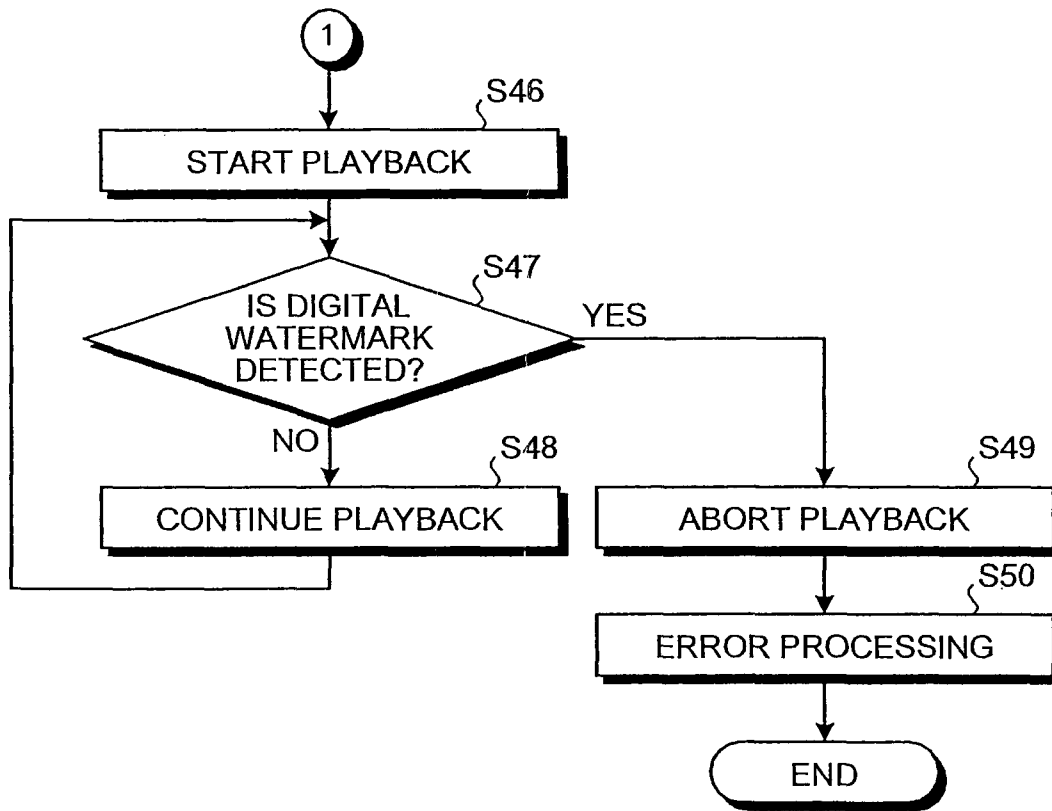 1
S46
START PLAYBACK
S47
IS DIGITAL
WATERMARK
DETECTED?
YES
NO
S48
CONTINUE PLAYBACK
S49
ABORT PLAYBACK
S50
ERROR PROCESSING
END